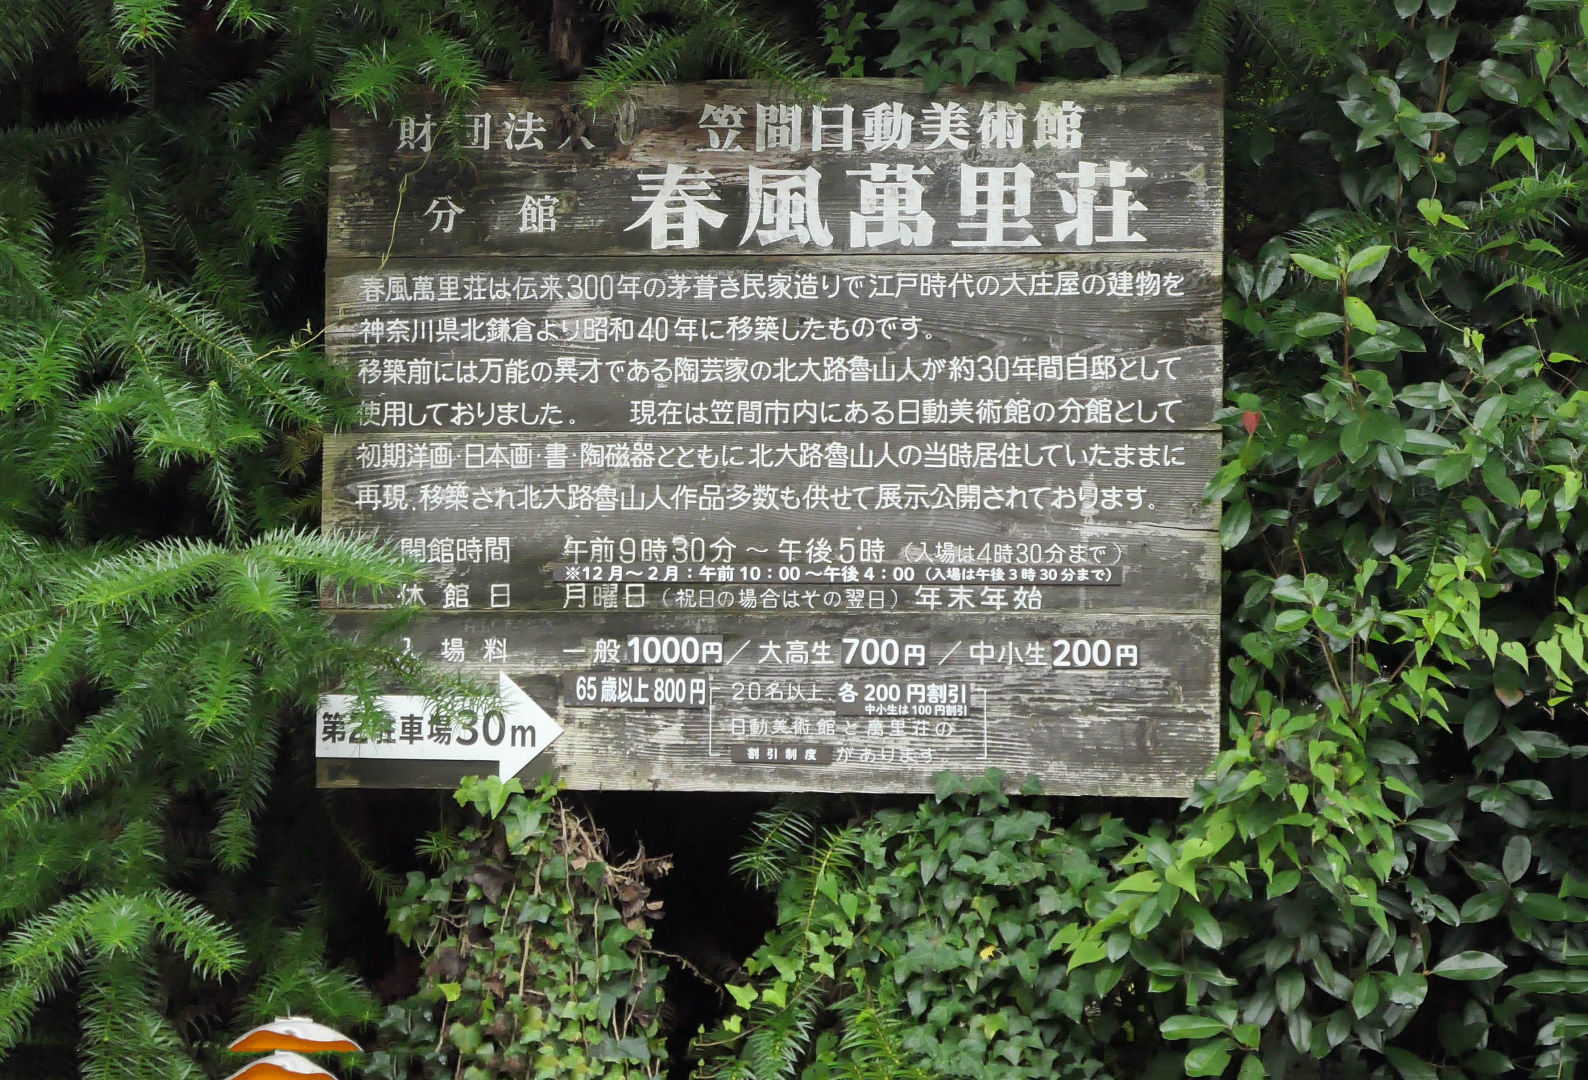 財団法人 笠間日動美術館
分館 春風萬里荘
春風萬里荘は伝来300年の茅葺き民家造りで江戸時代の大庄屋の建物を
神奈川県北鎌倉より昭和40年に移築したものです。
移築前には万能の異才である陶芸家の北大路魯山人が約30年間自邸として
使用しておりました。 現在は笠間市内にある日動美術館の分館として
初期洋画·日本画·書·陶磁器とともに北大路魯山人の当時居住していたままに
再現.移築され北大路魯山人作品多数も供せて展示公開されております。
開館時間 午前9時30分～午後5時（入場は4時30分まで）
※12月～2月：午前10：00～午後4：00（入場は午後3時30分まで）
休館日 月曜日（祝日の場合はその翌日）年末年始
入場料 一般1000円／大高生700円／中小生200円
65歳以上800円 20名以上、各200円割引
中小生は100円割引
第2駐車場30m
日動美術館と萬里荘の
割引制度があります。